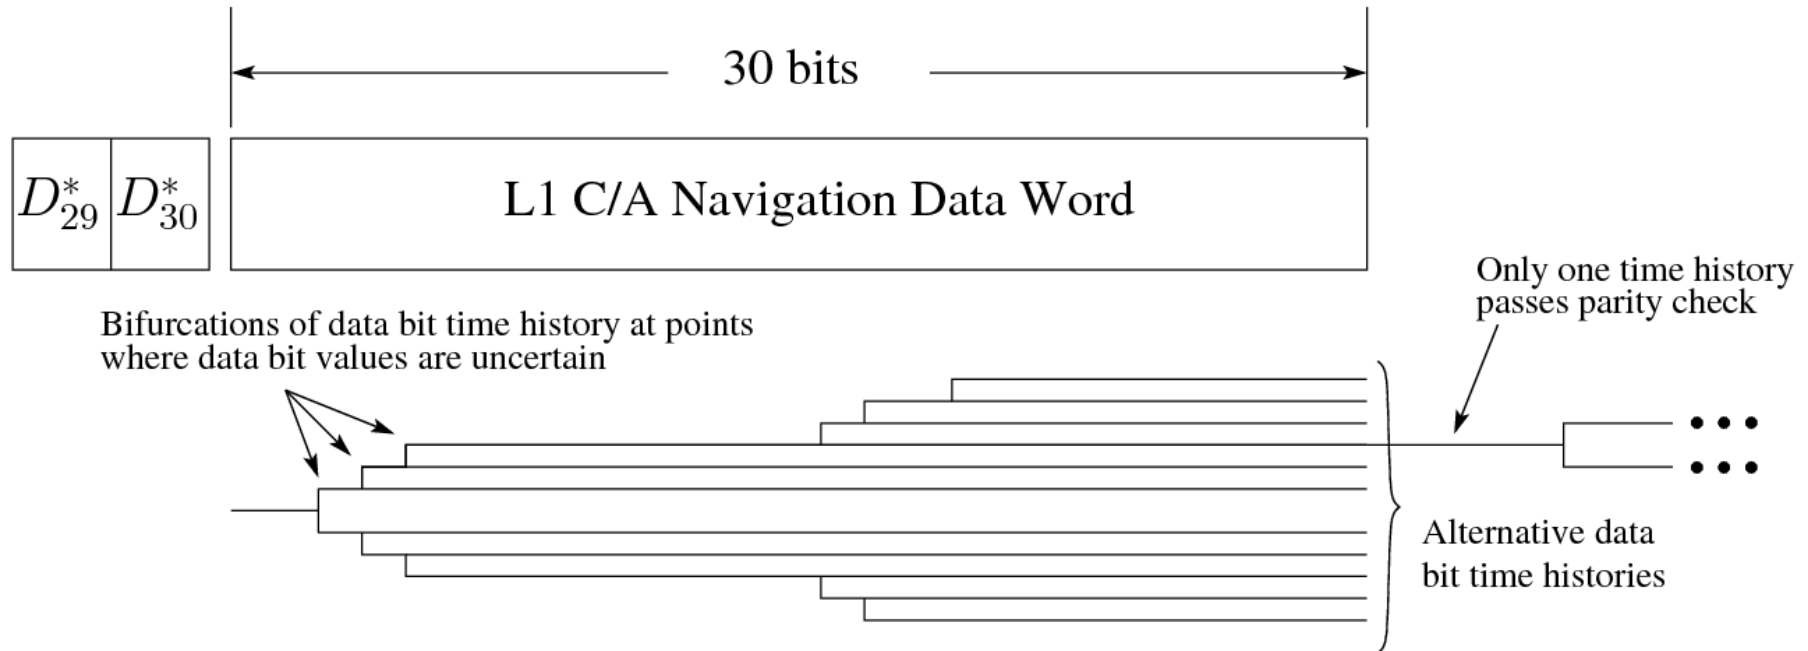 30 bits
D*29 D*30 L1 C/A Navigation Data Word
Only one time history
passes parity check
Bifurcations of data bit time history at points
where data bit values are uncertain
Alternative data
bit time histories